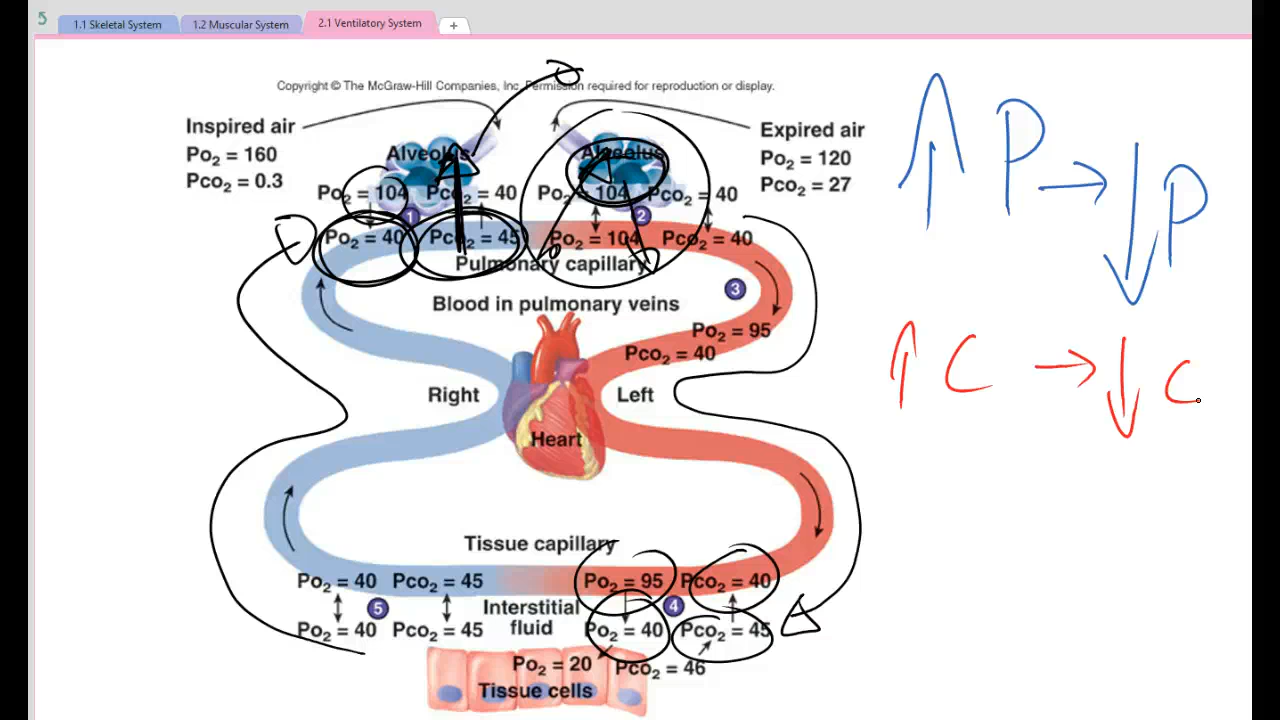 5
1.1 Skeletal System
1.2 Muscular System
2.1 Ventilatory System
+
Copyright © The McGraw-Hill Companies, Inc. Permission required for reproduction or display.
Inspired air
Po2 = 160
Pco2 = 0.3
Alveolus
Alveolus
Expired air
Po2 = 120
Pco2 = 27
Po2 = 104 Pco2 = 40
Po2 = 104 Pco2 = 40
1
2
Po2 = 40 Pco2 = 45
Po2 = 104 Pco2 = 40
Pulmonary capillary
3
Blood in pulmonary veins
Po2 = 95
Pco2 = 40
Right
Left
Heart
Tissue capillary
Po2 = 40 Pco2 = 45
Po2 = 95 Pco2 = 40
5
Interstitial
fluid
4
Po2 = 40 Pco2 = 45
Po2 = 40 Pco2 = 45
Po2 = 20 Pco2 = 46
Tissue cells
↑ P → ↓ P
↑ C → ↓ C